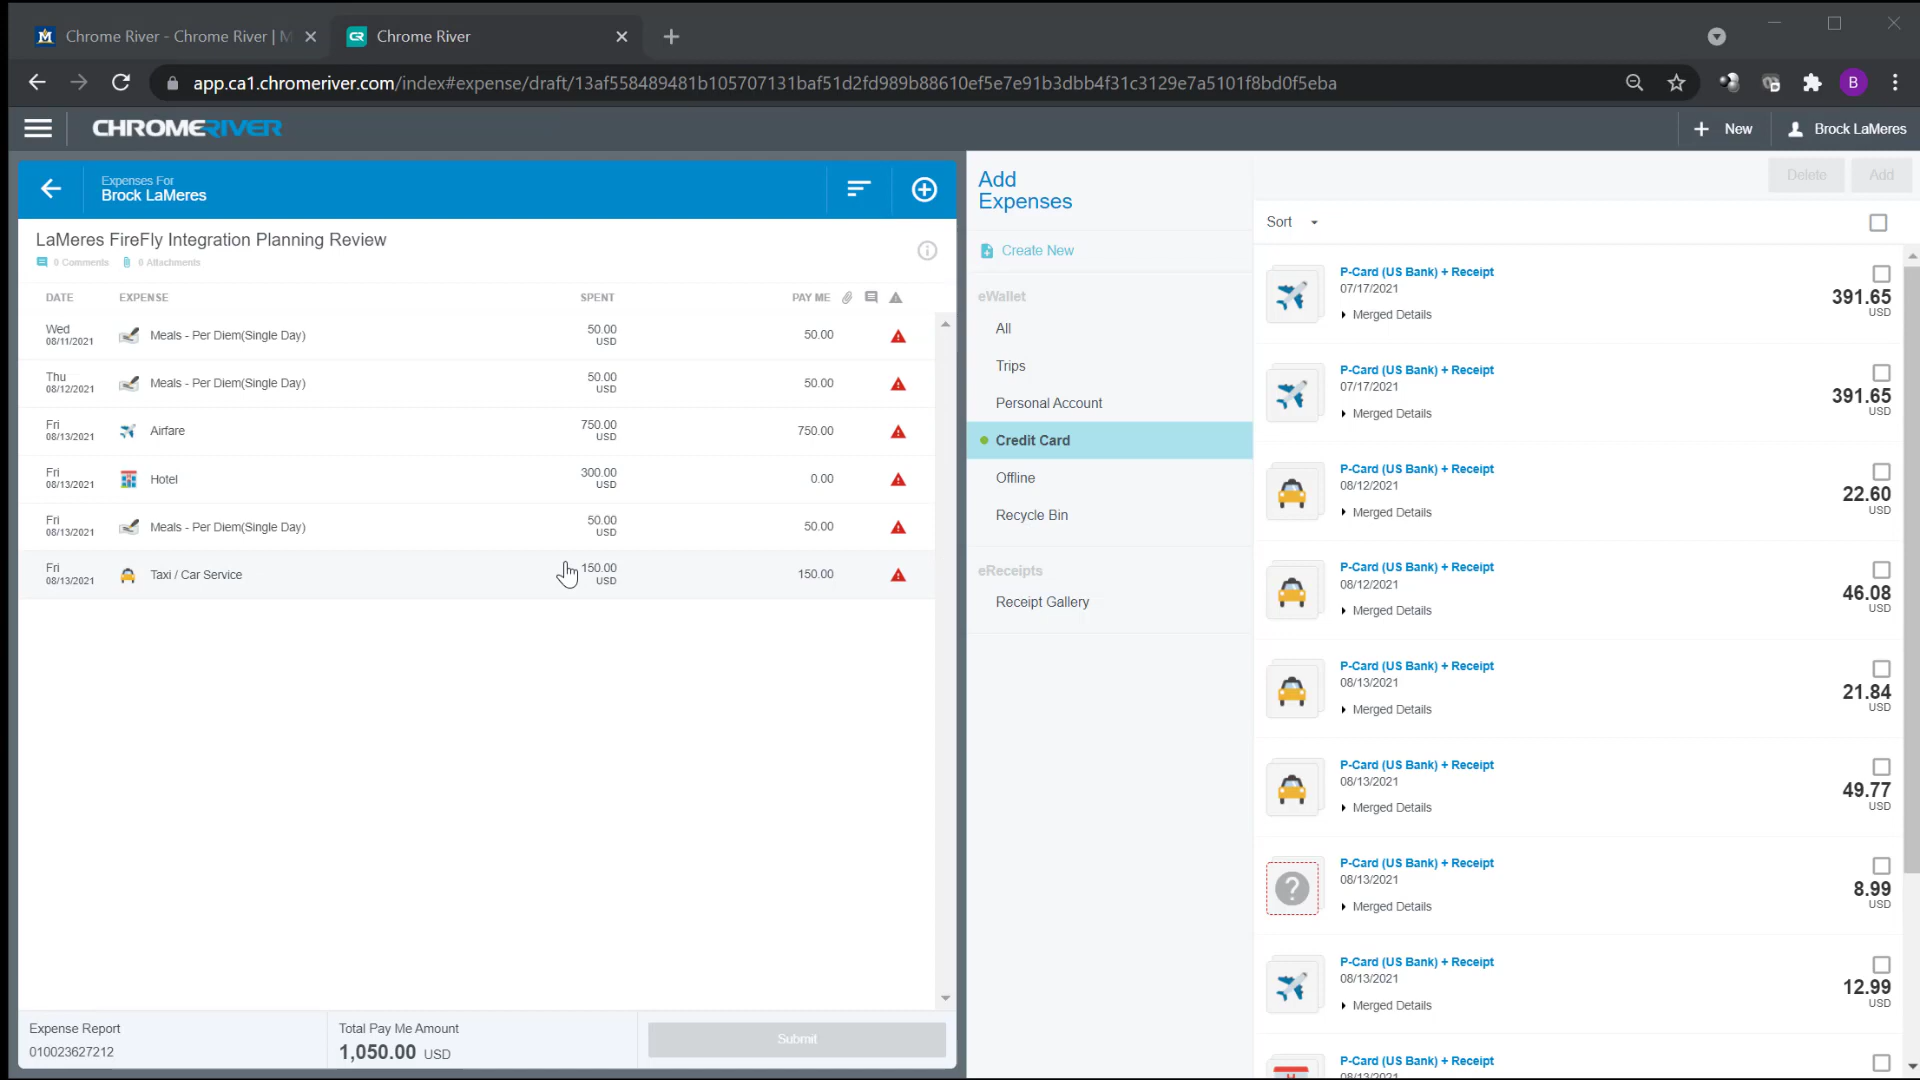 Chrome River - Chrome River | M
Chrome River
app.ca1.chromeriver.com/index#expense/draft/13af558489481b105707131baf51d2fd989b88610ef5e7e91b3dbb4f31c3129e7a5101f8bd0f5eba
B
CHROMERIVER
New
Brock LaMeres
Expenses For
Brock LaMeres
LaMeres FireFly Integration Planning Review
0 Comments 0 Attachments
DATE EXPENSE SPENT PAY ME
Wed
08/11/2021
Meals - Per Diem(Single Day)
50.00
USD
50.00
Thu
08/12/2021
Meals - Per Diem(Single Day)
50.00
USD
50.00
Fri
08/13/2021
Airfare
750.00
USD
750.00
Fri
08/13/2021
Hotel
300.00
USD
0.00
Fri
08/13/2021
Meals - Per Diem(Single Day)
50.00
USD
50.00
Fri
08/13/2021
Taxi / Car Service
150.00
USD
150.00
Expense Report
010023627212
Total Pay Me Amount
1,050.00 USD
Submit
Add
Expenses
Create New
eWallet
All
Trips
Personal Account
Credit Card
Offline
Recycle Bin
eReceipts
Receipt Gallery
Delete
Add
Sort
P-Card (US Bank) + Receipt
07/17/2021
Merged Details
391.65
USD
P-Card (US Bank) + Receipt
07/17/2021
Merged Details
391.65
USD
P-Card (US Bank) + Receipt
08/12/2021
Merged Details
22.60
USD
P-Card (US Bank) + Receipt
08/12/2021
Merged Details
46.08
USD
P-Card (US Bank) + Receipt
08/13/2021
Merged Details
21.84
USD
P-Card (US Bank) + Receipt
08/13/2021
Merged Details
49.77
USD
P-Card (US Bank) + Receipt
08/13/2021
Merged Details
8.99
USD
P-Card (US Bank) + Receipt
08/13/2021
Merged Details
12.99
USD
P-Card (US Bank) + Receipt
08/13/2021